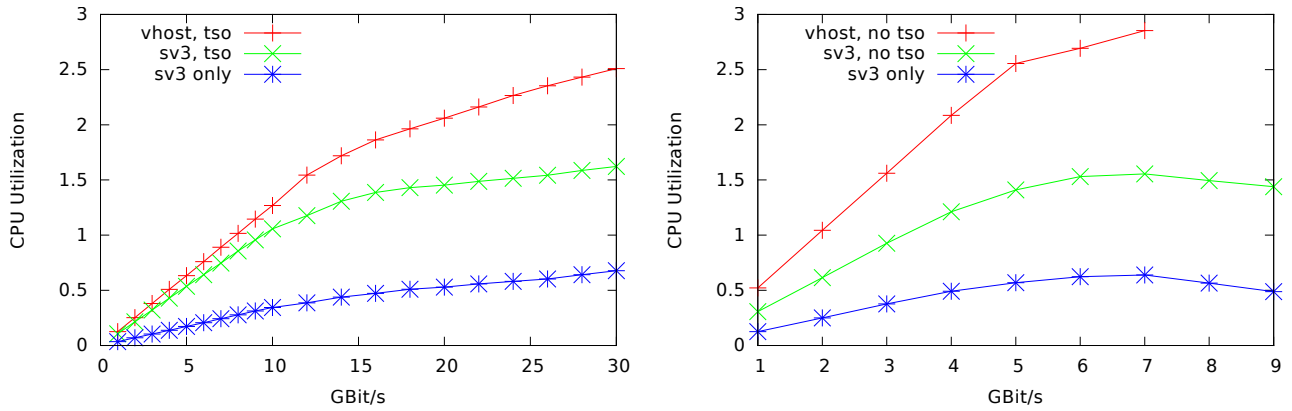 3
2.5
2
1.5
1
0.5
0
CPU Utilization
vhost, tso
sv3, tso
sv3 only
0 5 10 15 20 25 30
GBit/s
3
2.5
2
1.5
1
0.5
0
CPU Utilization
vhost, no tso
sv3, no tso
sv3 only
1 2 3 4 5 6 7 8 9
GBit/s